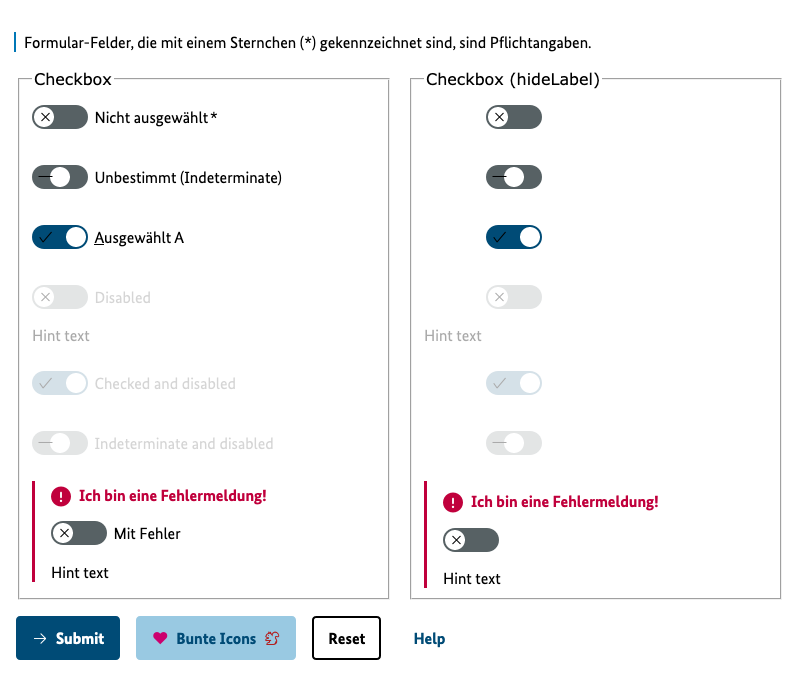 Formular-Felder, die mit einem Sternchen (*) gekennzeichnet sind, sind Pflichtangaben.
Checkbox
Nicht ausgewählt*
Unbestimmt (Indeterminate)
Ausgewählt A
Disabled
Hint text
Checked and disabled
Indeterminate and disabled
Ich bin eine Fehlermeldung!
Mit Fehler
Hint text
Checkbox (hideLabel)
Hint text
Ich bin eine Fehlermeldung!
Hint text
Submit
Bunte Icons
Reset
Help